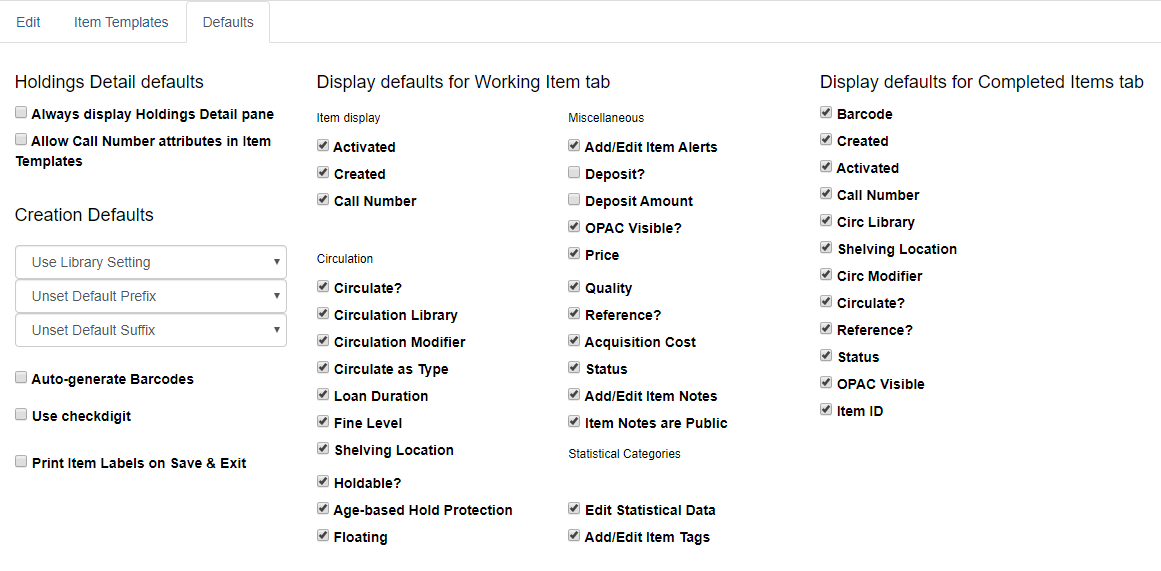 Edit
Item Templates
Defaults
Holdings Detail defaults
Always display Holdings Detail pane
Allow Call Number attributes in Item
Templates
Creation Defaults
Use Library Setting
Unset Default Prefix
Unset Default Suffix
Auto-generate Barcodes
Use checkdigit
Print Item Labels on Save & Exit
Display defaults for Working Item tab
Item display
Activated
Created
Call Number
Circulation
Circulate?
Circulation Library
Circulation Modifier
Circulate as Type
Loan Duration
Fine Level
Shelving Location
Holdable?
Age-based Hold Protection
Floating
Miscellaneous
Add/Edit Item Alerts
Deposit?
Deposit Amount
OPAC Visible?
Price
Quality
Reference?
Acquisition Cost
Status
Add/Edit Item Notes
Item Notes are Public
Statistical Categories
Edit Statistical Data
Add/Edit Item Tags
Display defaults for Completed Items tab
Barcode
Created
Activated
Call Number
Circ Library
Shelving Location
Circ Modifier
Circulate?
Reference?
Status
OPAC Visible
Item ID